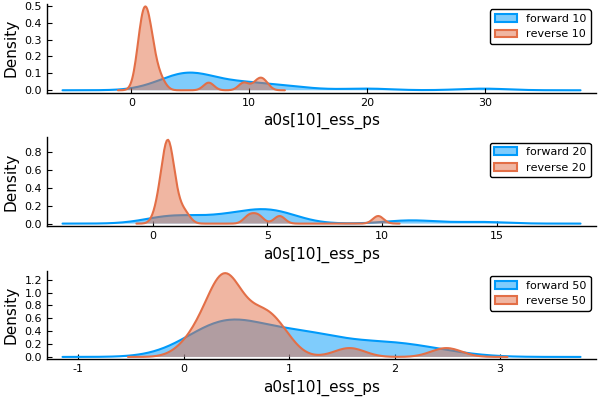 0.5
0.4
0.3
0.2
0.1
0.0
Density
forward 10
reverse 10
0 10 20 30
a0s[10]_ess_ps
0.8
0.6
0.4
0.2
0.0
Density
forward 20
reverse 20
0 5 10 15
a0s[10]_ess_ps
1.2
1.0
0.8
0.6
0.4
0.2
0.0
Density
forward 50
reverse 50
-1 0 1 2 3
a0s[10]_ess_ps